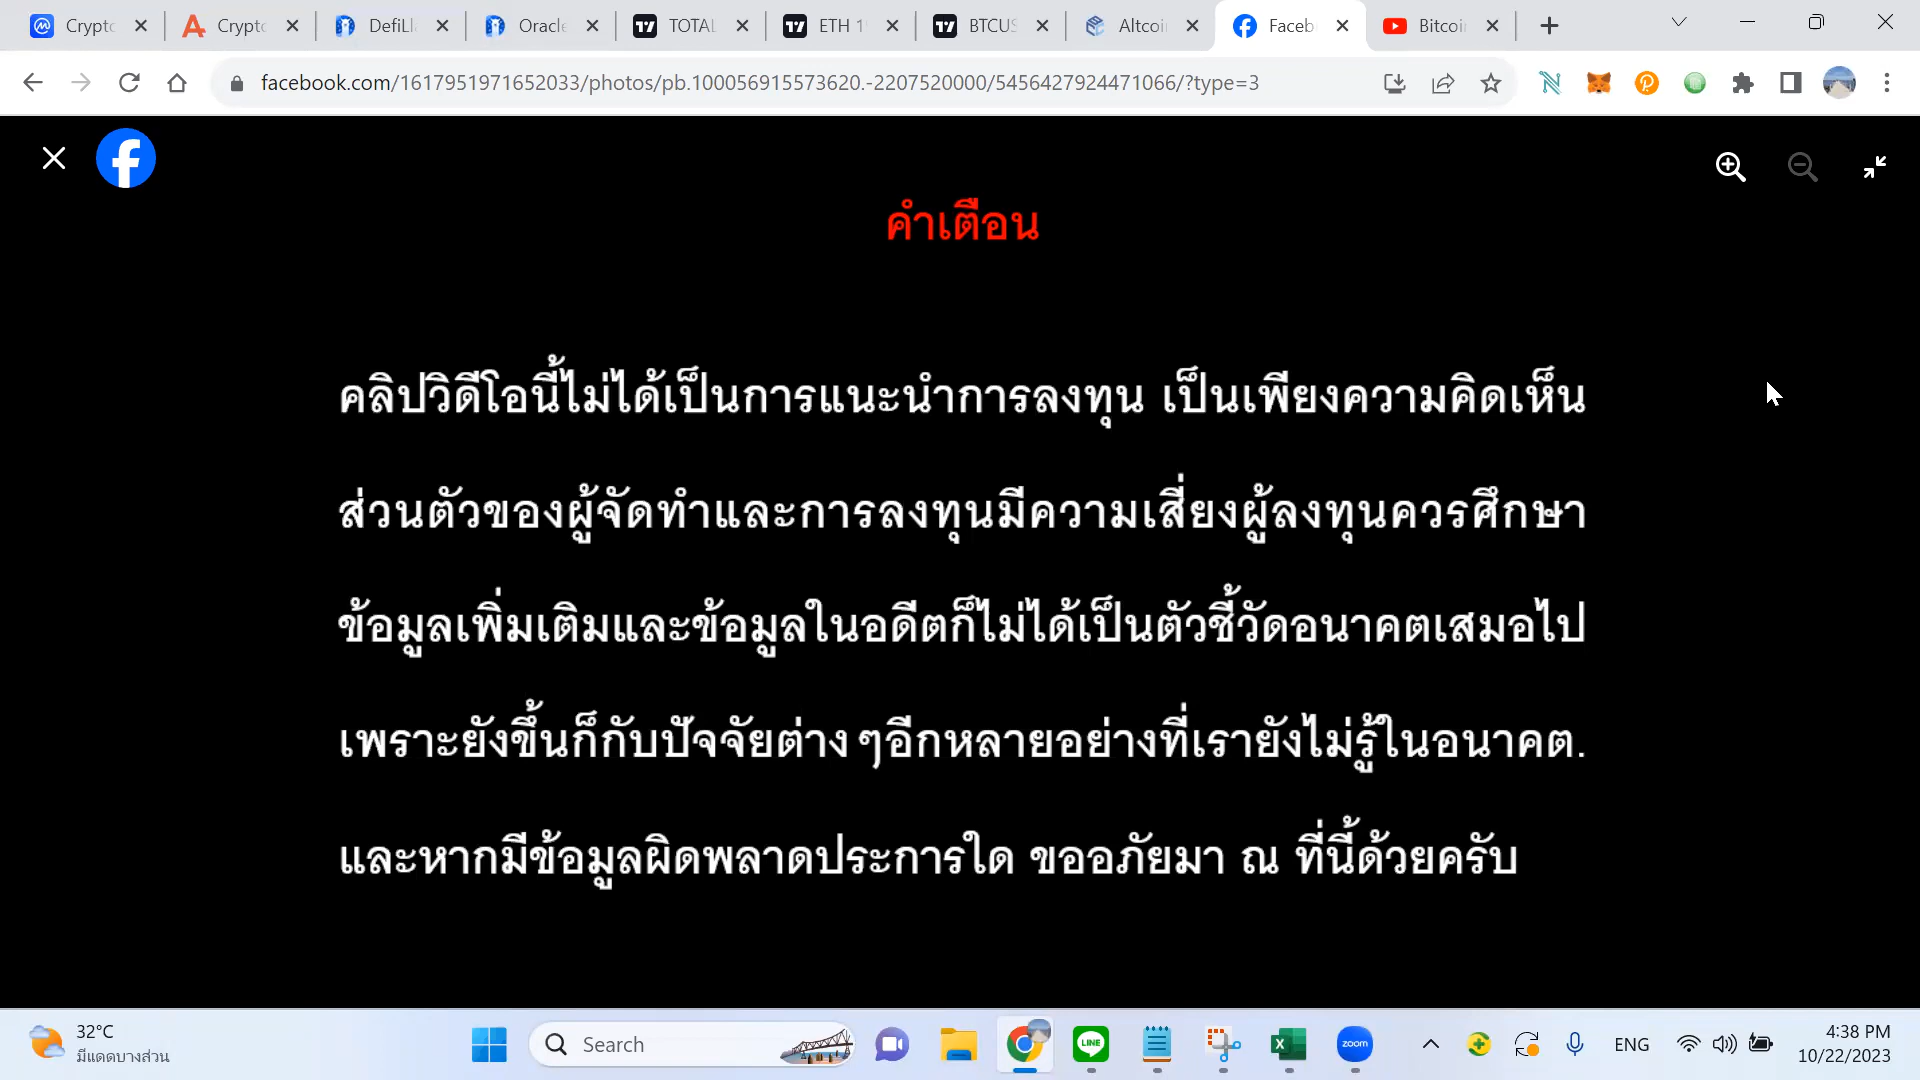 Crypto
Crypto
DefiLl
Oracle
TOTAL
ETH 1
BTCUS
Altcoi
Faceb
Bitcoi
facebook.com/1617951971652033/photos/pb.100056915573620.-2207520000/5456427924471066/?type=3
คำเตือน
คลิปวิดีโอนี้ไม่ได้เป็นการแนะนำการลงทุน เป็นเพียงความคิดเห็น
ส่วนตัวของผู้จัดทำและการลงทุนมีความเสี่ยงผู้ลงทุนควรศึกษา
ข้อมูลเพิ่มเติมและข้อมูลในอดีตก็ไม่ได้เป็นตัวชี้วัดอนาคตเสมอไป
เพราะยังขึ้นก็กับปัจจัยต่างๆอีกหลายอย่างที่เรายังไม่รู้ในอนาคต.
และหากมีข้อมูลผิดพลาดประการใด ขออภัยมา ณ ที่นี้ด้วยครับ
32°C
มีแดดบางส่วน
Search
LINE
zoom
ENG
4:38 PM
10/22/2023